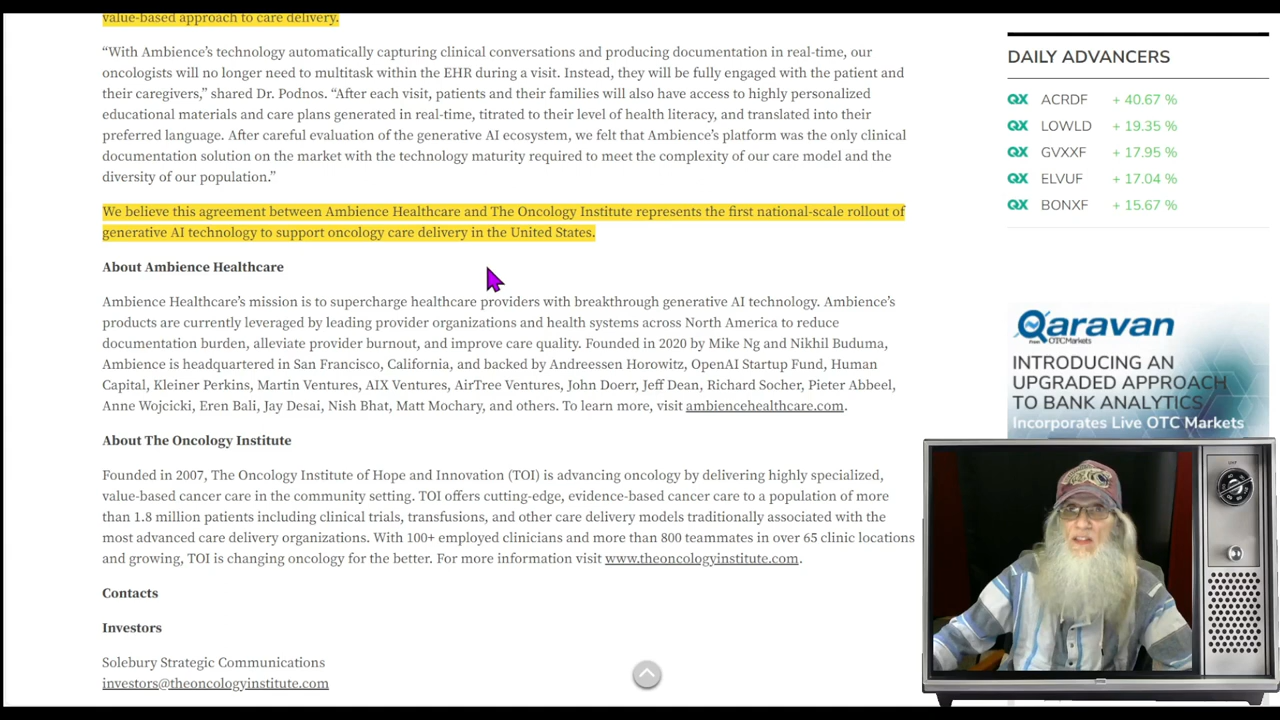 value-based approach to care delivery.
“With Ambience’s technology automatically capturing clinical conversations and producing documentation in real-time, our
oncologists will no longer need to multitask within the EHR during a visit. Instead, they will be fully engaged with the patient and
their caregivers,” shared Dr. Podnos. “After each visit, patients and their families will also have access to highly personalized
educational materials and care plans generated in real-time, titrated to their level of health literacy, and translated into their
preferred language. After careful evaluation of the generative AI ecosystem, we felt that Ambience’s platform was the only clinical
documentation solution on the market with the technology maturity required to meet the complexity of our care model and the
diversity of our population.”
We believe this agreement between Ambience Healthcare and The Oncology Institute represents the first national-scale rollout of
generative AI technology to support oncology care delivery in the United States.
About Ambience Healthcare
Ambience Healthcare’s mission is to supercharge healthcare providers with breakthrough generative AI technology. Ambience’s
products are currently leveraged by leading provider organizations and health systems across North America to reduce
documentation burden, alleviate provider burnout, and improve care quality. Founded in 2020 by Mike Ng and Nikhil Buduma,
Ambience is headquartered in San Francisco, California, and backed by Andreessen Horowitz, OpenAI Startup Fund, Human
Capital, Kleiner Perkins, Martin Ventures, AIX Ventures, AirTree Ventures, John Doerr, Jeff Dean, Richard Socher, Pieter Abbeel,
Anne Wojcicki, Eren Bali, Jay Desai, Nish Bhat, Matt Mochary, and others. To learn more, visit ambiencehealthcare.com.
About The Oncology Institute
Founded in 2007, The Oncology Institute of Hope and Innovation (TOI) is advancing oncology by delivering highly specialized,
value-based cancer care in the community setting. TOI offers cutting-edge, evidence-based cancer care to a population of more
than 1.8 million patients including clinical trials, transfusions, and other care delivery models traditionally associated with the
most advanced care delivery organizations. With 100+ employed clinicians and more than 800 teammates in over 65 clinic locations
and growing, TOI is changing oncology for the better. For more information visit www.theoncologyinstitute.com.
Contacts
Investors
Solebury Strategic Communications
investors@theoncologyinstitute.com
DAILY ADVANCERS
QX ACRDF + 40.67 %
QX LOWLD + 19.35 %
QX GVXXF + 17.95 %
QX ELVUF + 17.04 %
QX BONXF + 15.67 %
Qaravan
From OTCMarkets
INTRODUCING AN
UPGRADED APPROACH
TO BANK ANALYTICS
Incorporates Live OTC Markets